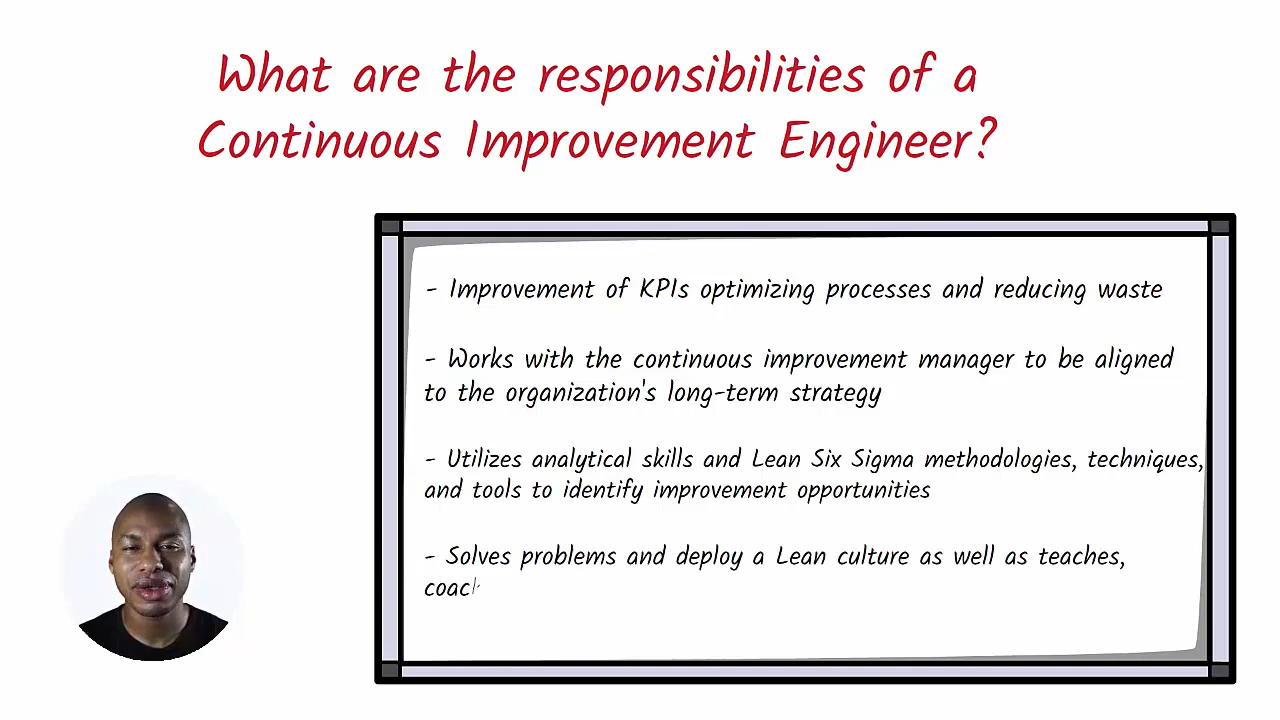 What are the responsibilities of a
Continuous Improvement Engineer?
- Improvement of KPIs optimizing processes and reducing waste
- Works with the continuous improvement manager to be aligned
to the organization's long-term strategy
- Utilizes analytical skills and Lean Six Sigma methodologies, techniques,
and tools to identify improvement opportunities
- Solves problems and deploy a Lean culture as well as teaches,